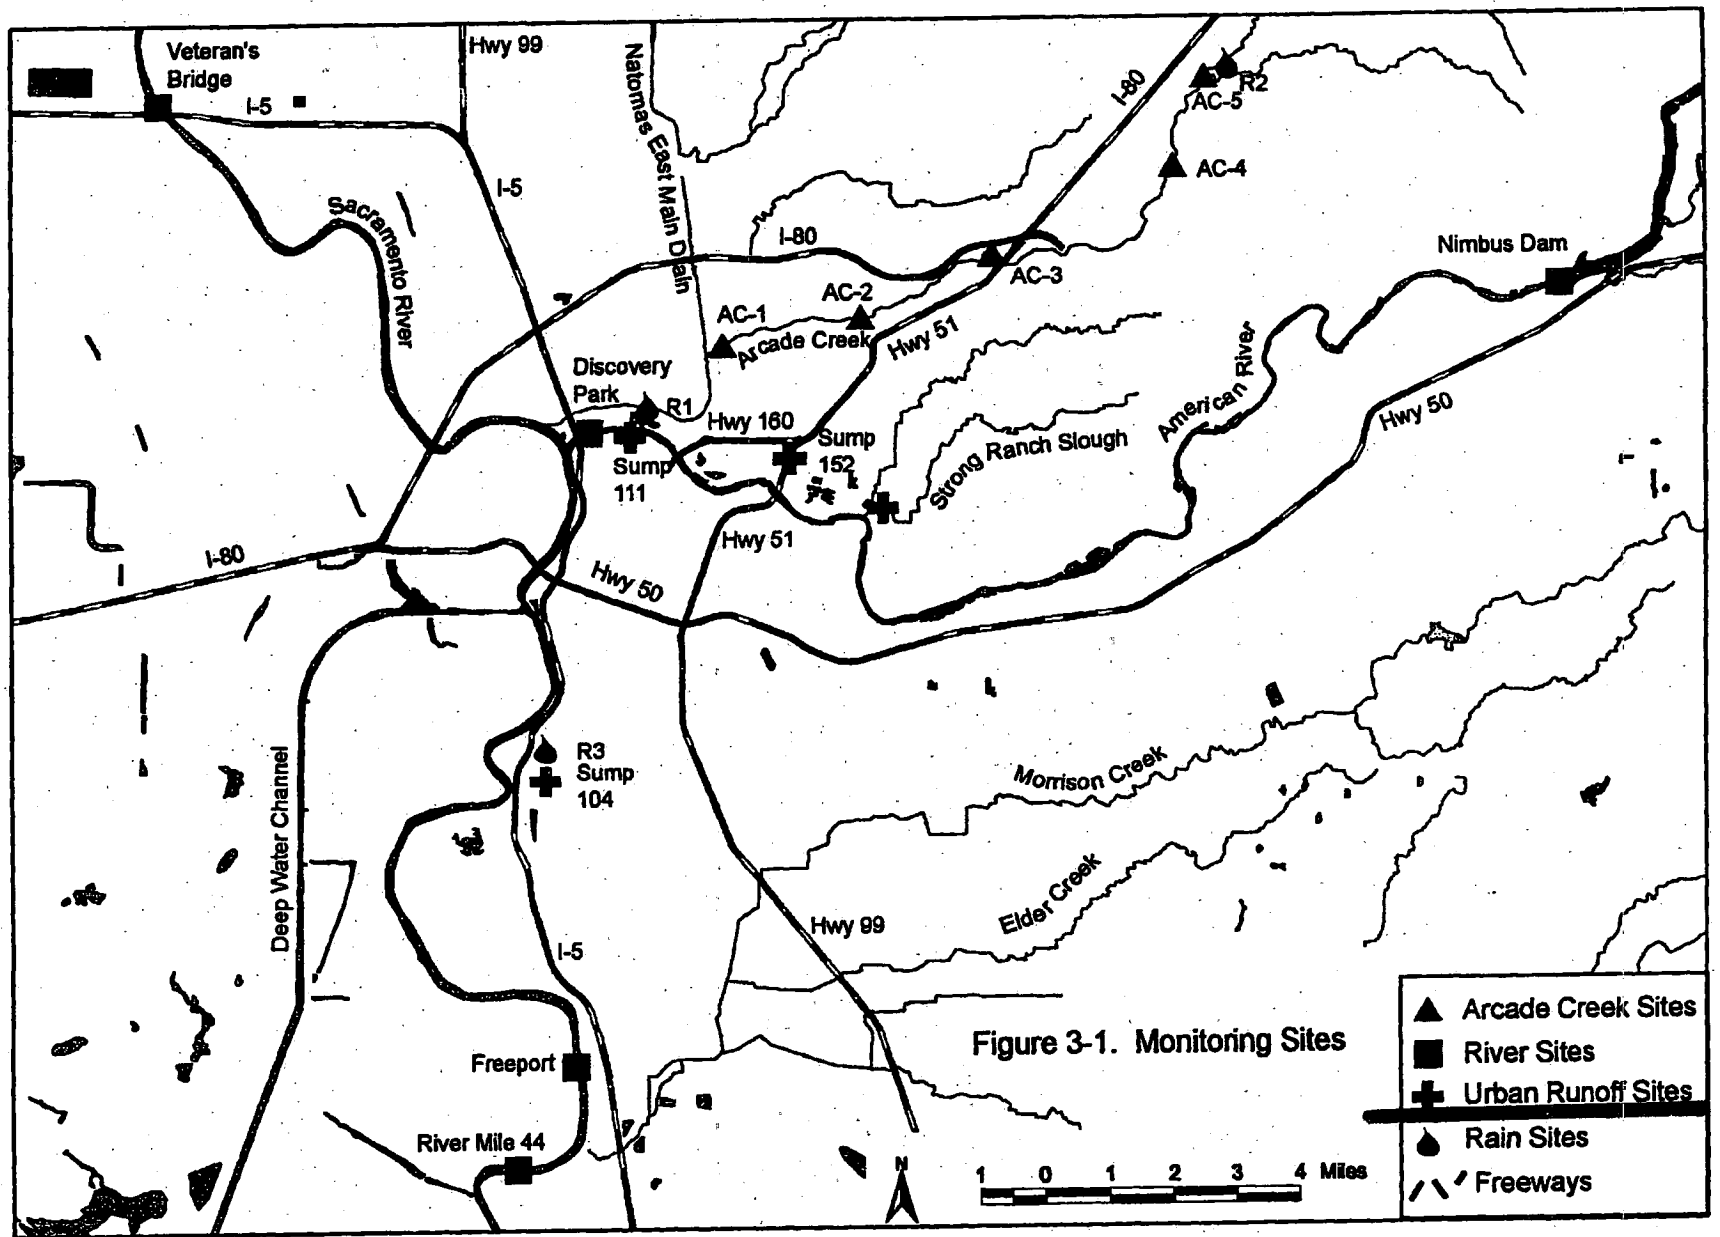 Veteran's
Bridge
Hwy 99
I-5
Natomas East Main Drain
I-80
R2
AC-5
AC-4
I-5
Sacramento River
I-80
Nimbus Dam
AC-3
AC-2
AC-1
Arcade Creek
Hwy 51
American River
Discovery
Park
R1
Hwy 160
Hwy 50
Sump
152
Strong Ranch Slough
Sump
111
Hwy 51
I-80
Hwy 50
R3
Sump
104
Morrison Creek
Deep Water Channel
Elder Creek
Hwy 99
I-5
Figure 3-1. Monitoring Sites
Freeport
River Mile 44
N
1 0 1 2 3 4 Miles
Arcade Creek Sites
River Sites
Urban Runoff Sites
Rain Sites
Freeways